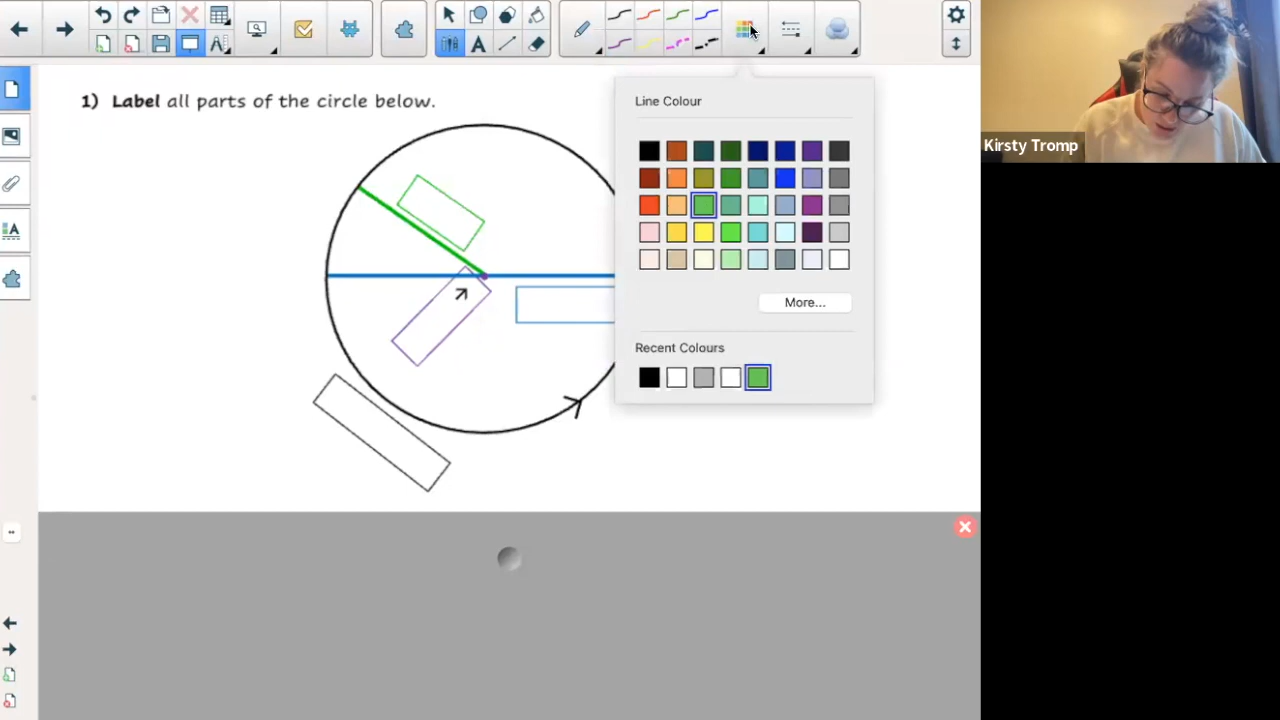 1) Label all parts of the circle below.
Line Colour
More...
Recent Colours
Kirsty Tromp